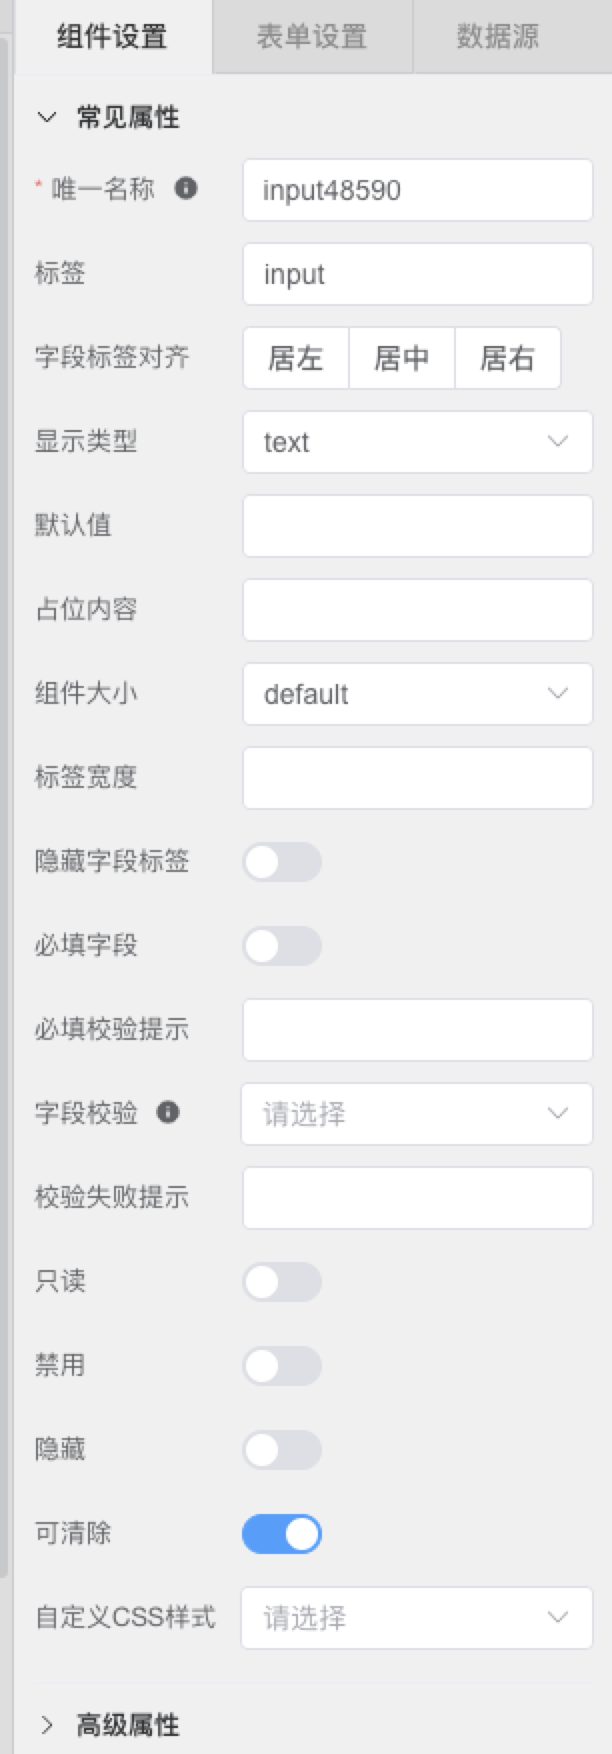 组件设置 表单设置 数据源
常见属性
* 唯一名称 input48590
标签 input
字段标签对齐 居左 居中 居右
显示类型 text
默认值
占位内容
组件大小 default
标签宽度
隐藏字段标签
必填字段
必填校验提示
字段校验 请选择
校验失败提示
只读
禁用
隐藏
可清除
自定义CSS样式 请选择
高级属性